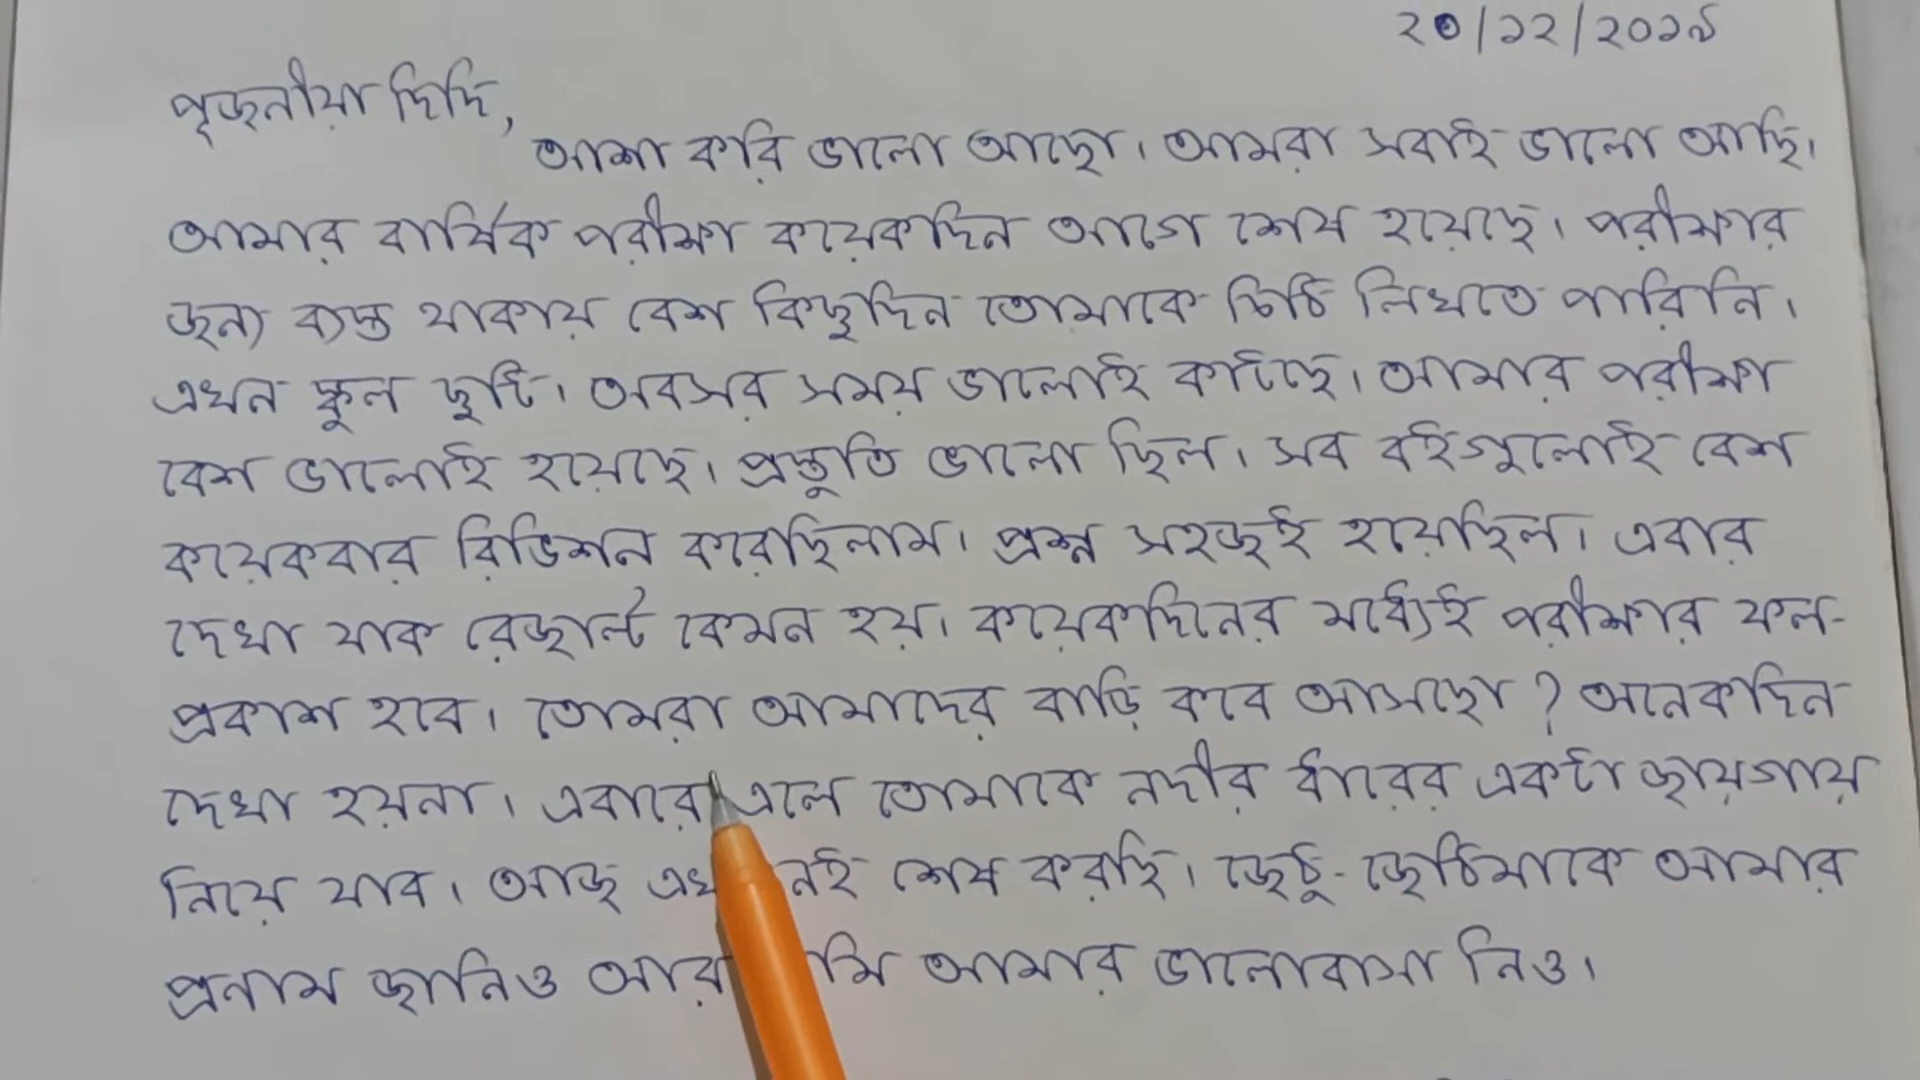 ২০/১২/২০১৯
পূজনীয়া দিদি,
আশা করি ভালো আছো। আমরা সবাই ভালো আছি।
আমার বার্ষিক পরীক্ষা কয়েকদিন আগে শেষ হয়েছে। পরীক্ষার
জন্য ব্যস্ত থাকায় বেশ কিছুদিন তোমাকে চিঠি লিখতে পারিনি।
এখন স্কুল ছুটি। অবসর সময় ভালোই কাটছে। আমার পরীক্ষা
বেশ ভালোই হয়েছে। প্রস্তুতি ভালো ছিল। সব বইগুলোই বেশ
কয়েকবার রিভিশন করেছিলাম। প্রশ্ন সহজই হয়েছিল। এবার
দেখা যাক রেজাল্ট কেমন হয়। কয়েকদিনের মধ্যেই পরীক্ষার ফল-
প্রকাশ হবে। তোমরা আমাদের বাড়ি কবে আসছো? অনেকদিন
দেখা হয়না। এবারে এলে তোমাকে নদীর ধারের একটা জায়গায়
নিয়ে যাব। আজ শেষ করছি। জেঠু-জেঠিমাকে আমার
প্রনাম জানিও আর আমার ভালোবাসা নিও।